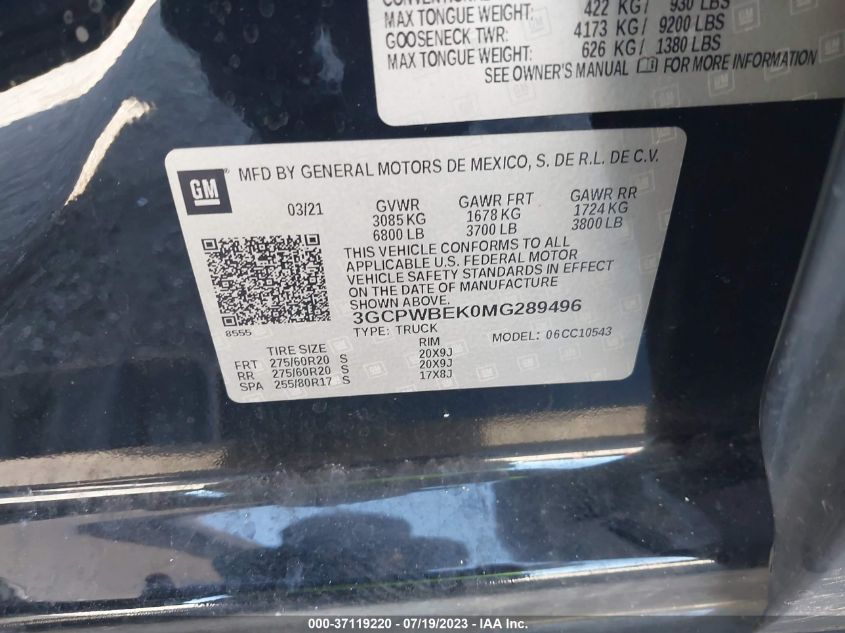 CONVENTIONAL
MAX TONGUE WEIGHT: 422 KG/ 930 LBS
GOOSENECK TWR: 4173 KG/ 9200 LBS
MAX TONGUE WEIGHT: 626 KG/ 1380 LBS
SEE OWNER'S MANUAL FOR MORE INFORMATION
GM ® MFD BY GENERAL MOTORS DE MEXICO, S. DE R.L. DE C.V.
03/21 GVWR GAWR FRT GAWR RR
3085 KG 1678 KG 1724 KG
6800 LB 3700 LB 3800 LB
THIS VEHICLE CONFORMS TO ALL
APPLICABLE U.S. FEDERAL MOTOR
VEHICLE SAFETY STANDARDS IN EFFECT
ON THE DATE OF MANUFACTURE
SHOWN ABOVE.
3GCPWBEK0MG289496
8555 TYPE: TRUCK MODEL: 06CC10543
TIRE SIZE RIM
FRT 275/60R20 S 20X9J
RR 275/60R20 S 20X9J
SPA 255/80R17 S 17X8J
000-37119220 - 07/19/2023 - IAA Inc.